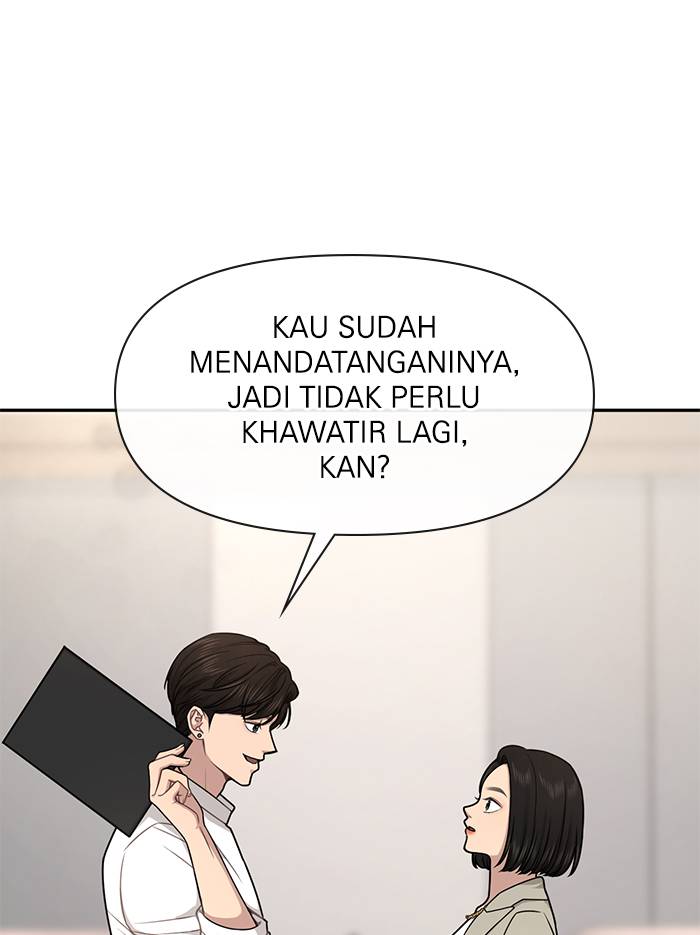 KAU SUDAH
MENANDATANGANINYA,
JADI TIDAK PERLU
KHAWATIR LAGI,
KAN?